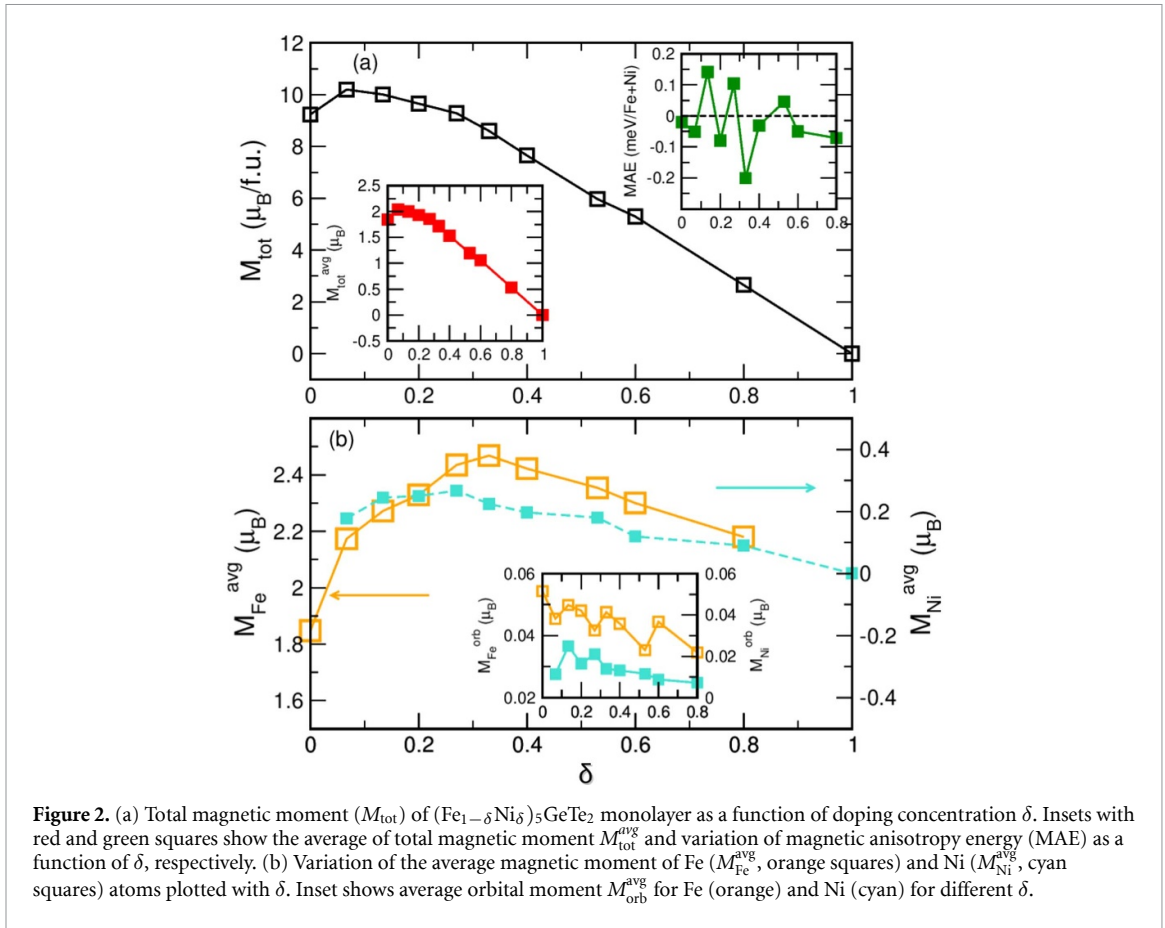 (a)
12
10
8
6
4
2
0
M_tot (μ_B/f.u.)
0 0.2 0.4 0.6 0.8 1
2.5
2
1.5
1
0.5
0
-0.5
M_tot^avg (μ_B)
0 0.2 0.4 0.6 0.8 1
0.2
0.1
0
-0.1
-0.2
MAE (meV/Fe+Ni)
0 0.2 0.4 0.6 0.8
(b)
2.4
2.2
2
1.8
1.6
M_Fe^avg (μ_B)
0.4
0.2
0
-0.2
-0.4
M_Ni^avg (μ_B)
0.06
0.04
0.02
M_Fe^orb (μ_B)
0.06
0.04
0.02
0
M_Ni^orb (μ_B)
0 0.2 0.4 0.6 0.8
0 0.2 0.4 0.6 0.8 1
δ
Figure 2. (a) Total magnetic moment (M_tot) of (Fe_1−δNi_δ)_5GeTe_2 monolayer as a function of doping concentration δ. Insets with
red and green squares show the average of total magnetic moment M_tot^avg and variation of magnetic anisotropy energy (MAE) as a
function of δ, respectively. (b) Variation of the average magnetic moment of Fe (M_Fe^avg, orange squares) and Ni (M_Ni^avg, cyan
squares) atoms plotted with δ. Inset shows average orbital moment M_orb^avg for Fe (orange) and Ni (cyan) for different δ.